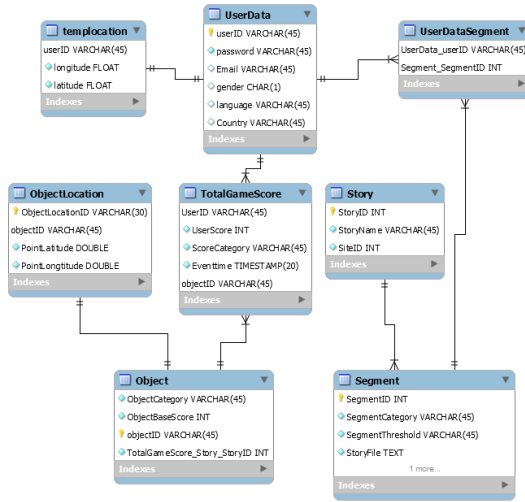 templocation
userID VARCHAR(45)
longitude FLOAT
latitude FLOAT
Indexes
UserData
userID VARCHAR(45)
password VARCHAR(45)
Email VARCHAR(45)
gender CHAR(1)
language VARCHAR(45)
Country VARCHAR(45)
Indexes
UserDataSegment
UserData_userID VARCHAR(45)
Segment_SegmentID INT
Indexes
ObjectLocation
ObjectLocationID VARCHAR(30)
objectID VARCHAR(45)
PointLatitude DOUBLE
PointLongtitude DOUBLE
Indexes
TotalGameScore
UserID VARCHAR(45)
UserScore INT
ScoreCategory VARCHAR(45)
Eventtime TIMESTAMP(20)
objectID VARCHAR(45)
Indexes
Story
StoryID INT
StoryName VARCHAR(45)
SiteID INT
Indexes
Object
ObjectCategory VARCHAR(45)
ObjectBaseScore INT
objectID VARCHAR(45)
TotalGameScore_Story_StoryID INT
Indexes
Segment
SegmentID INT
SegmentCategory VARCHAR(45)
SegmentThreshold VARCHAR(45)
StoryFile TEXT
1 more...
Indexes